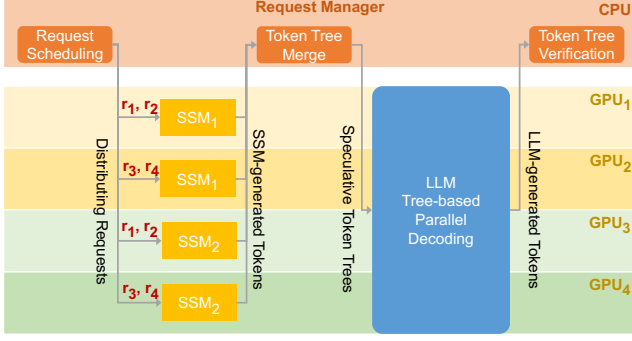 Request Manager
CPU
Request
Scheduling
Token Tree
Merge
Token Tree
Verification
GPU1
GPU2
GPU3
GPU4
r1, r2
SSM1
r3, r4
SSM1
r1, r2
SSM2
r3, r4
SSM2
Distributing Requests
SSM-generated Tokens
Speculative Token Trees
LLM
Tree-based
Parallel
Decoding
LLM-generated Tokens